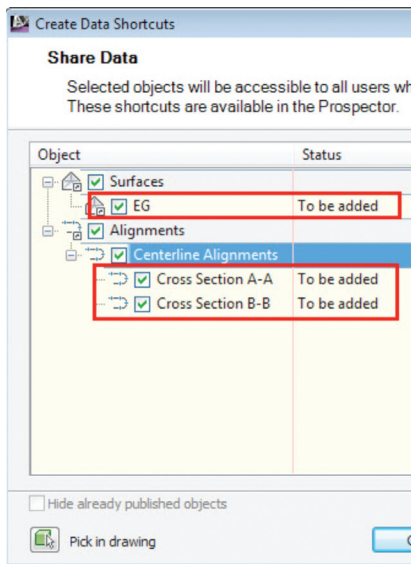 Create Data Shortcuts
Share Data
Selected objects will be accessible to all users
These shortcuts are available in the Prospector.
Object Status
Surfaces
EG To be added
Alignments
Centerline Alignments
Cross Section A-A To be added
Cross Section B-B To be added
Hide already published objects
Pick in drawing